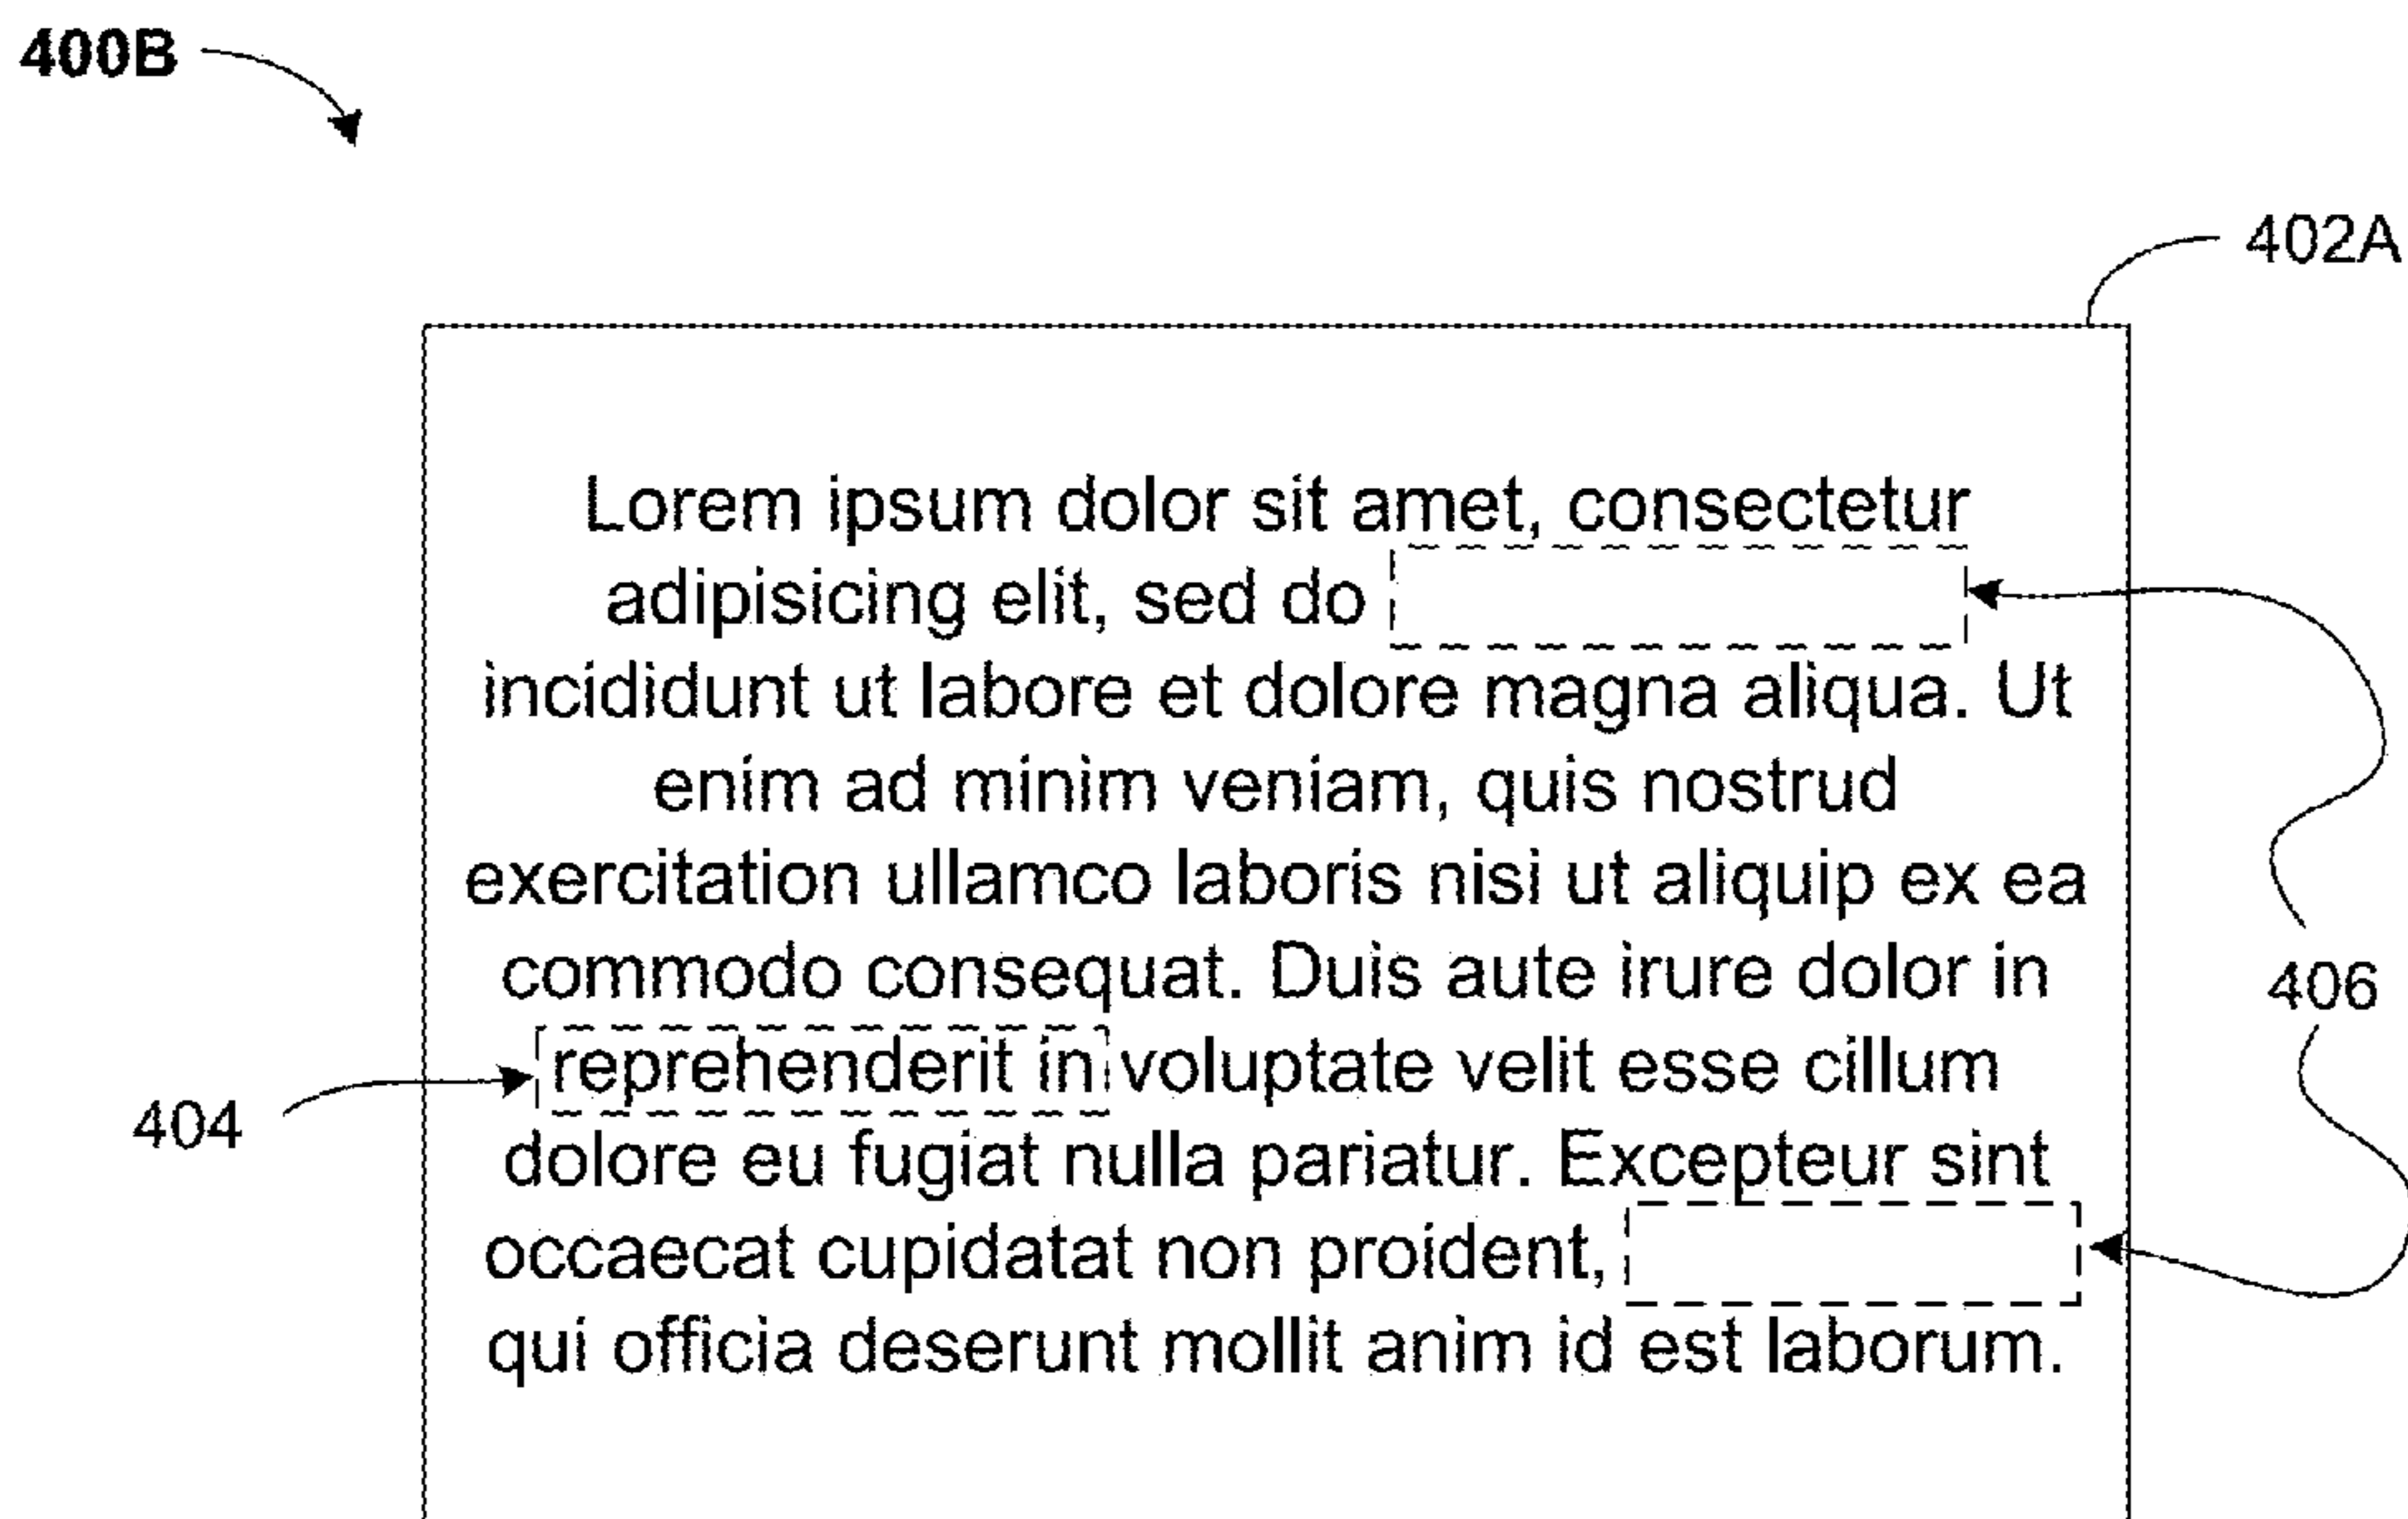 400B
402A
Lorem ipsum dolor sit amet, consectetur
adipisicing elit, sed do
incididunt ut labore et dolore magna aliqua. Ut
enim ad minim veniam, quis nostrud
exercitation ullamco laboris nisi ut aliquip ex ea
commodo consequat. Duis aute irure dolor in
406
reprehenderit in voluptate velit esse cillum
404
dolore eu fugiat nulla pariatur. Excepteur sint
occaecat cupidatat non proident,
qui officia deserunt mollit anim id est laborum.